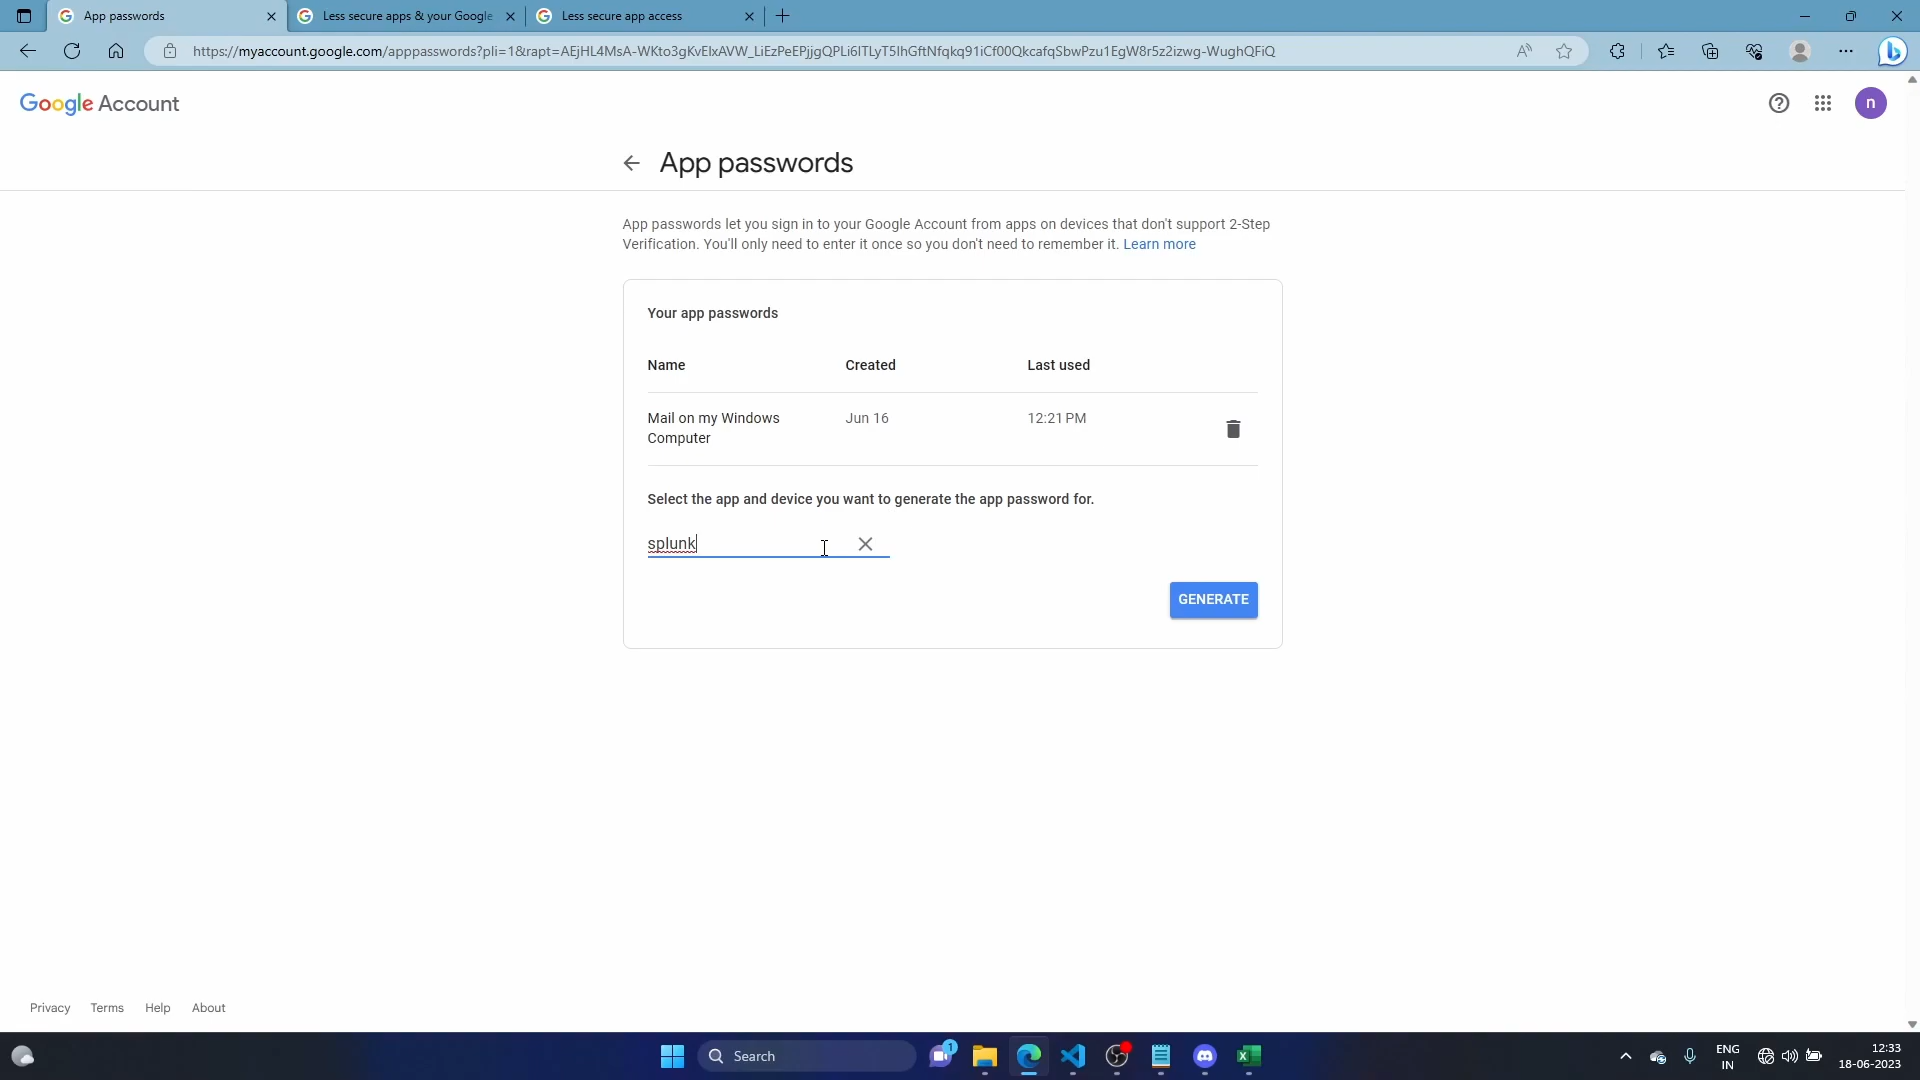 App passwords
Less secure apps & your Google
Less secure app access
https://myaccount.google.com/apppasswords?pli=1&rapt=AEjHL4MsA-WKto3gKvEIxAVW_LiEzPeEPjjgQPLi6ITLyT5IhGftNfqkq91iCf00QkcafqSbwPzu1EgW8r5z2izwg-WughQFiQ
Google Account
n
App passwords
App passwords let you sign in to your Google Account from apps on devices that don't support 2-Step
Verification. You'll only need to enter it once so you don't need to remember it. Learn more
Your app passwords
Name Created Last used
Mail on my Windows Jun 16 12:21 PM
Computer
Select the app and device you want to generate the app password for.
splunk
GENERATE
Privacy Terms Help About
Search
1
ENG
IN
12:33
18-06-2023